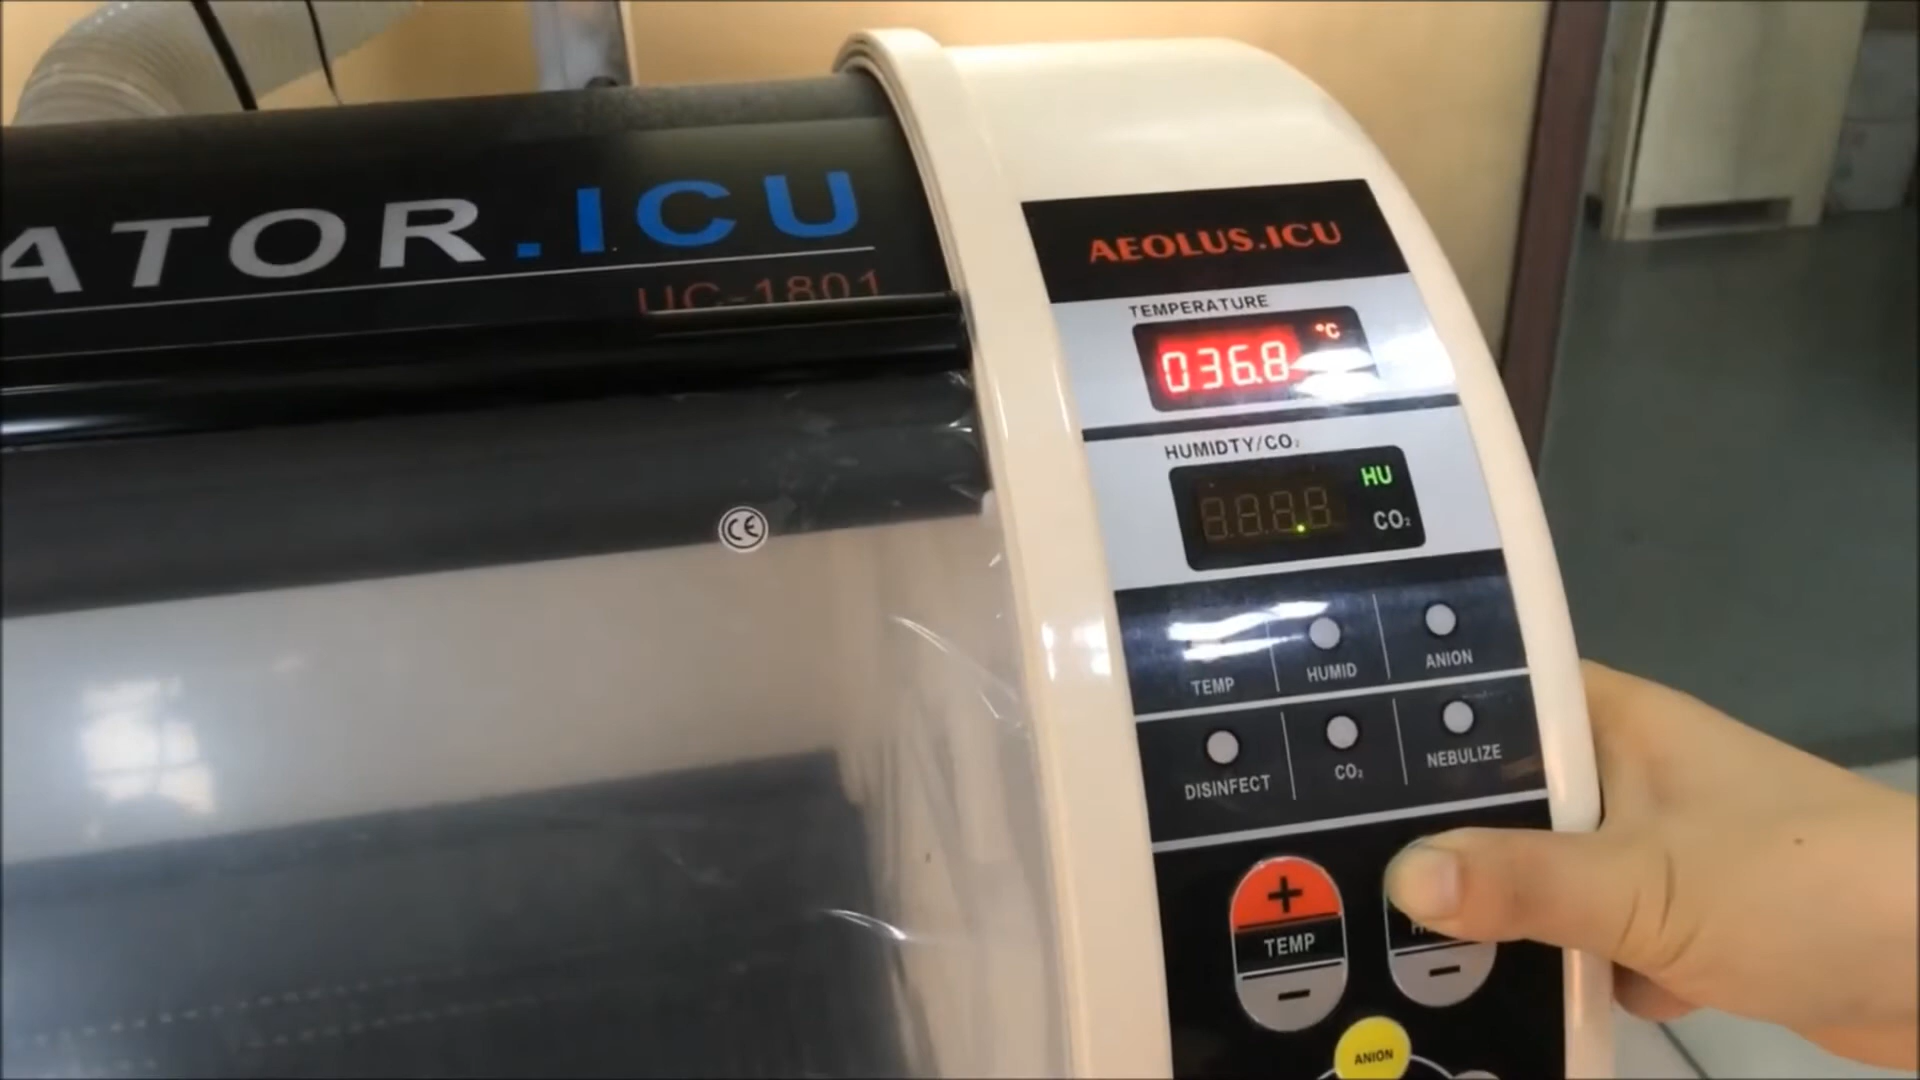 ATOR.ICU
UC-1801
CE
AEOLUS.ICU
TEMPERATURE
036.8 °C
HUMIDTY/CO₂
HU
CO₂
TEMP
HUMID
ANION
DISINFECT
CO₂
NEBULIZE
+
TEMP
-
-
ANION